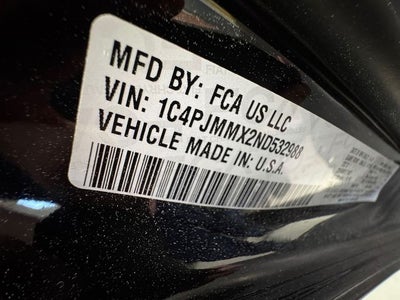 MFD BY: FCA US LLC
VIN: 1C4PJMMX2ND532988
VEHICLE MADE IN: U.S.A.